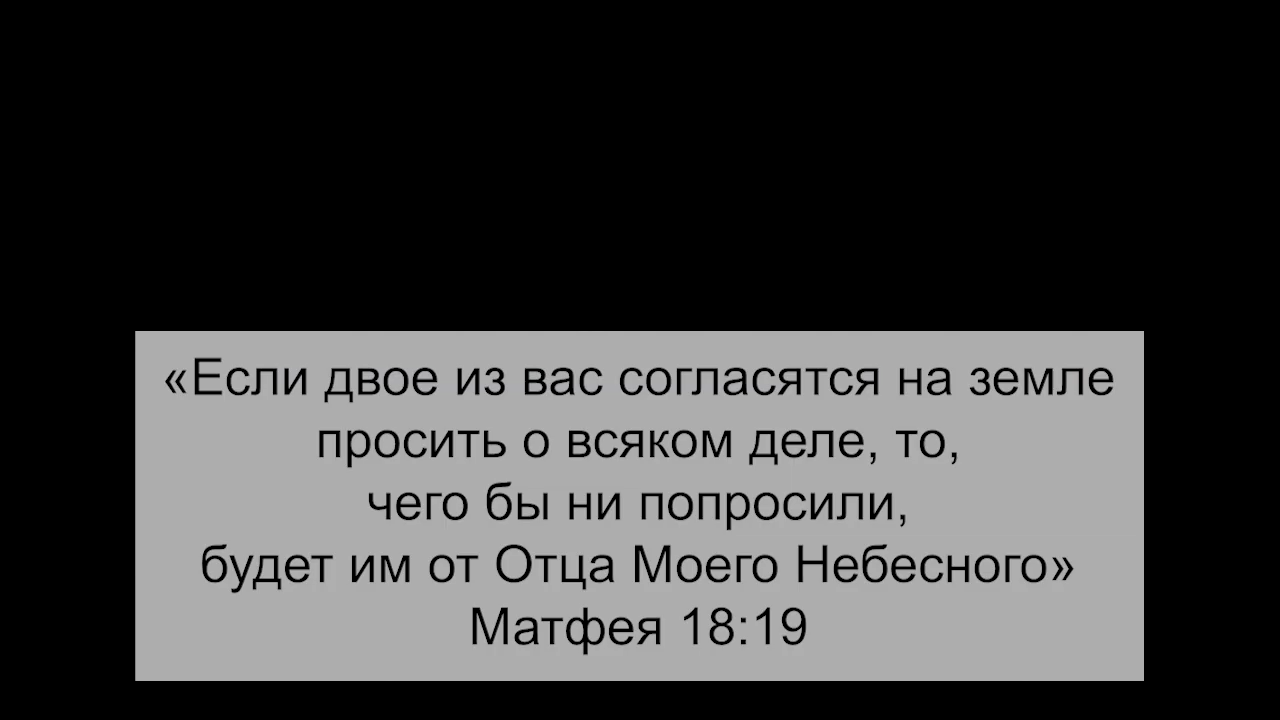 «Если двое из вас согласятся на земле
просить о всяком деле, то,
чего бы ни попросили,
будет им от Отца Моего Небесного»
Матфея 18:19